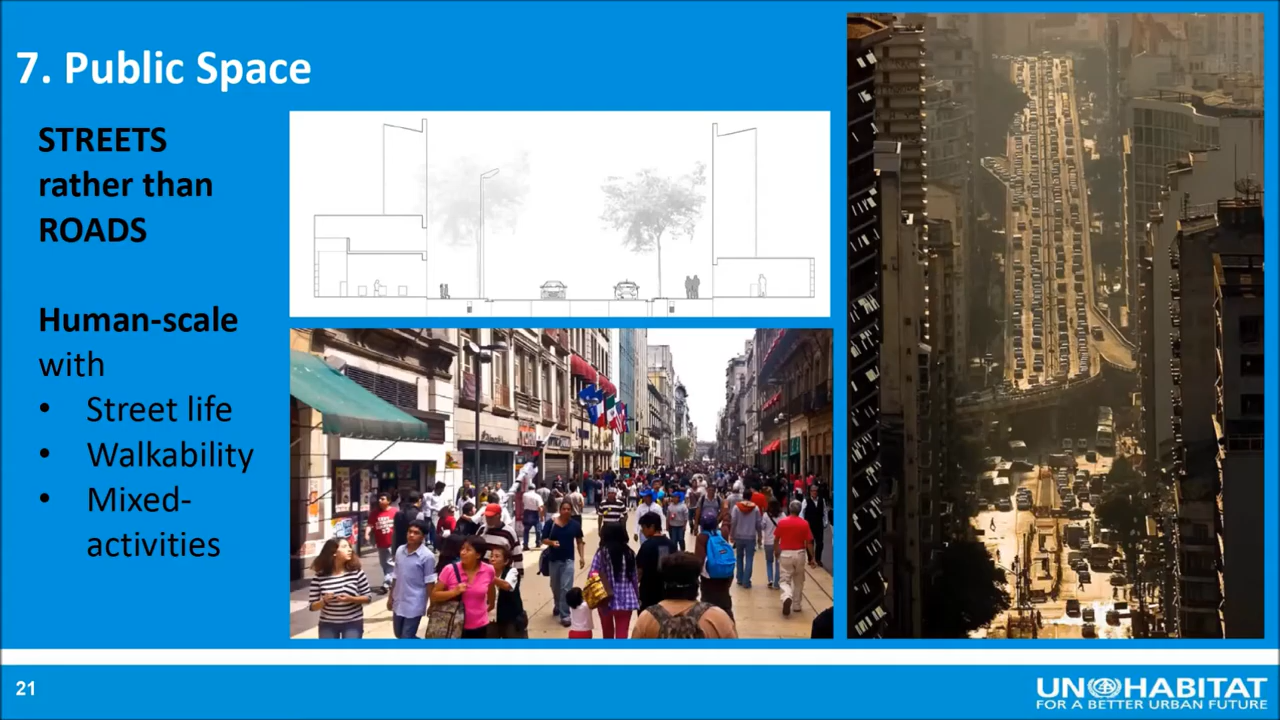 7. Public Space
STREETS
rather than
ROADS
Human-scale
with
• Street life
• Walkability
• Mixed-
activities
21
UN HABITAT
FOR A BETTER URBAN FUTURE